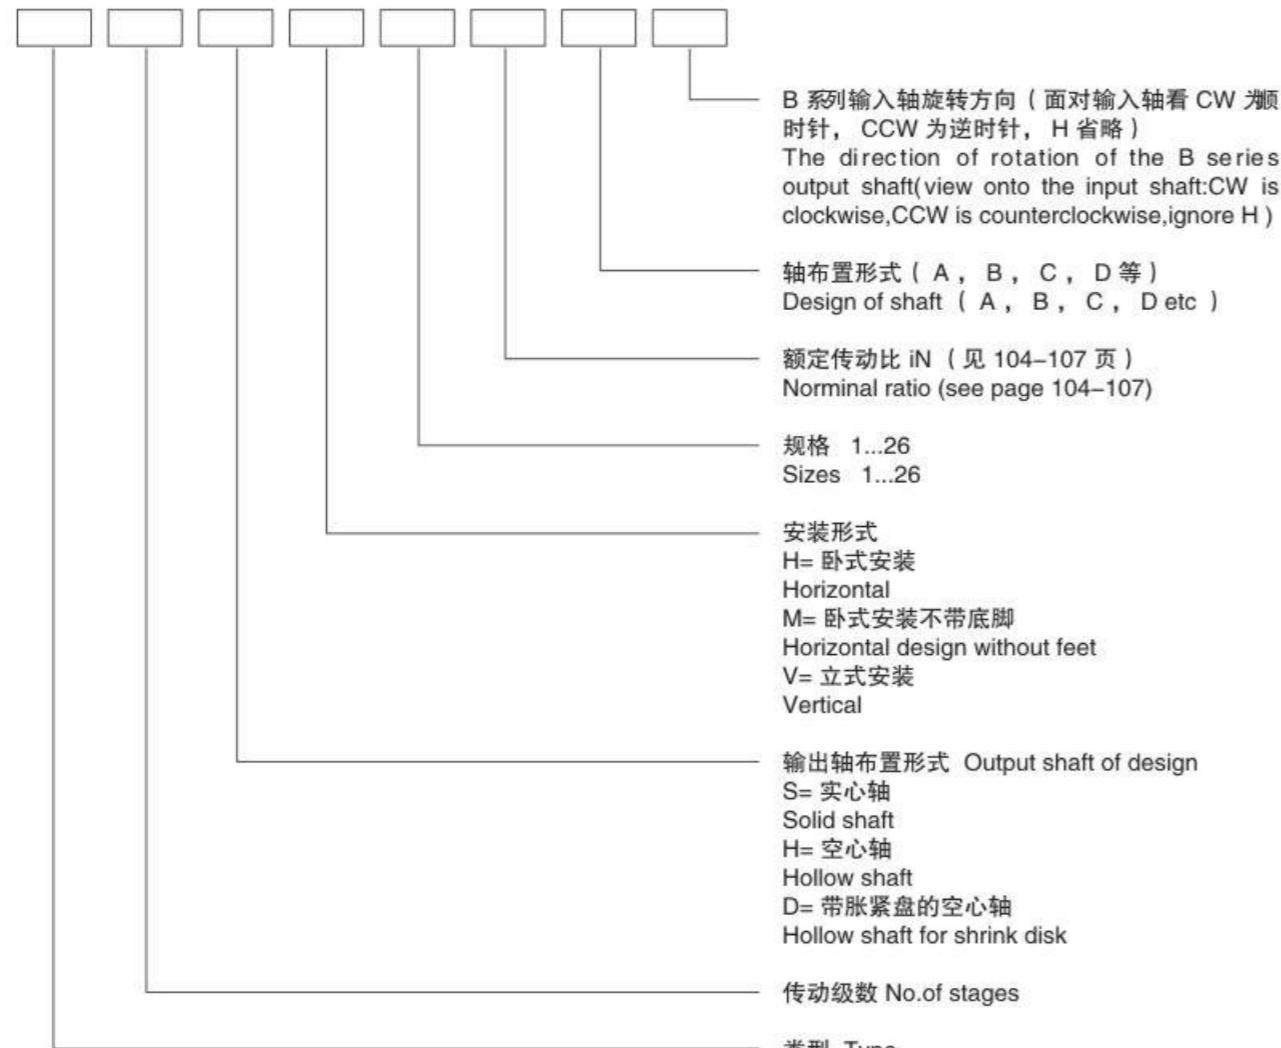 B 系列输入轴旋转方向（面对输入轴看 CW 为顺
时针， CCW 为逆时针， H 省略）
The direction of rotation of the B series
output shaft(view onto the input shaft:CW is
clockwise,CCW is counterclockwise,ignore H )
轴布置形式（ A ， B ， C ， D 等）
Design of shaft （ A ， B ， C ， D etc ）
额定传动比 iN （见 104–107 页）
Norminal ratio (see page 104–107)
规格 1...26
Sizes 1...26
安装形式
H= 卧式安装
Horizontal
M= 卧式安装不带底脚
Horizontal design without feet
V= 立式安装
Vertical
输出轴布置形式 Output shaft of design
S= 实心轴
Solid shaft
H= 空心轴
Hollow shaft
D= 带胀紧盘的空心轴
Hollow shaft for shrink disk
传动级数 No.of stages
类型 Type